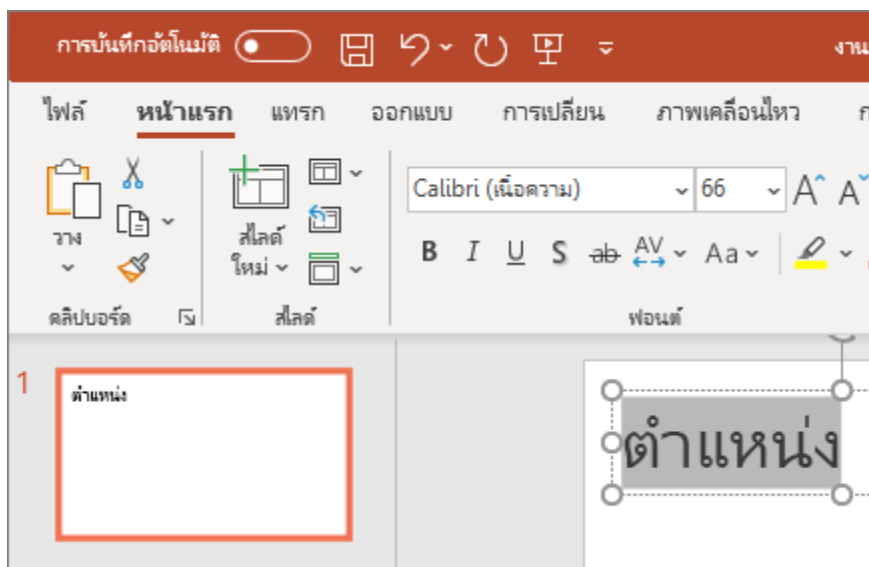 การบันทึกอัตโนมัติ
ไฟล์ หน้าแรก แทรก ออกแบบ การเปลี่ยน ภาพเคลื่อนไหว
วาง
สไลด์
ใหม่
Calibri (เนื้อความ) 66 A A
B I U S ab AV Aa
คลิปบอร์ด สไลด์ ฟอนต์
1
ตำแหน่ง
ตำแหน่ง